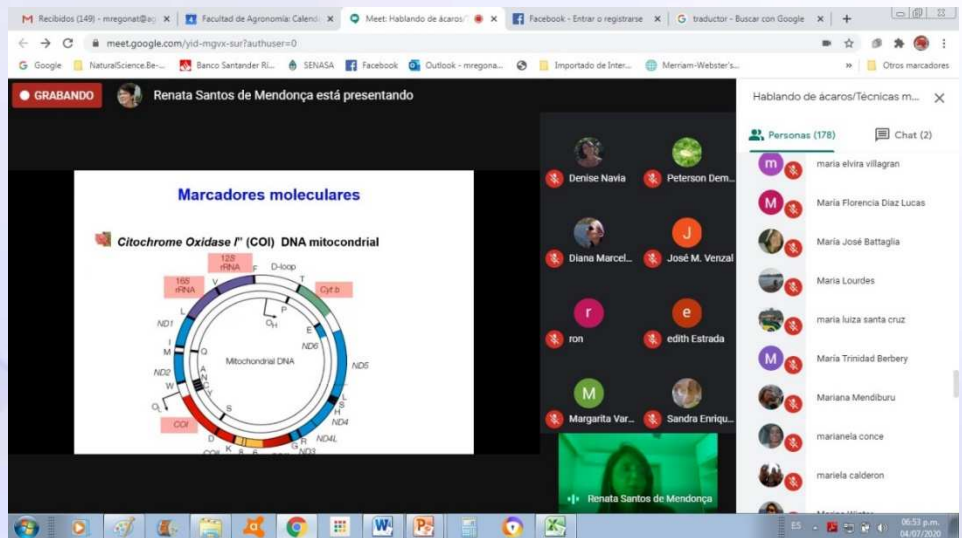 Recibidos (149) - mregonat@ag
Facultad de Agronomía: Calend
Meet: Hablando de ácaros/
Facebook - Entrar o registrarse
traductor - Buscar con Google
meet.google.com/yid-mgvx-sur?authuser=0
Google
NaturalScience.Be-...
Banco Santander Rí...
SENASA
Facebook
Outlook - mregona...
Importado de Inter...
Merriam-Webster's...
»
Otros marcadores
GRABANDO
Renata Santos de Mendonça está presentando
Hablando de ácaros/Técnicas m...
Personas (178)
Chat (2)
Marcadores moleculares
Citochrome Oxidase I" (COI) DNA mitocondrial
12S
rRNA
F
D-loop
16S
rRNA
V
T
Cyt b
L
P
OH
ND1
E
I
ND6
M
Q
Mitochondrial DNA
ND5
A
N
ND2
C
Y
W
L
OL
S
S
H
ND4
COI
D
R
ND4L
G
K
8
6
ND3
COII
Denise Navia
Peterson Dem...
Diana Marcel...
J
José M. Venzal
r
ron
e
edith Estrada
M
Margarita Var...
Sandra Enriqu...
Renata Santos de Mendonça
m
maria elvira villagran
M
María Florencia Diaz Lucas
María José Battaglia
Maria Lourdes
maria luiza santa cruz
M
María Trinidad Berbery
Mariana Mendiburu
marianela conce
mariela calderon
ES
06:53 p.m.
04/07/2020